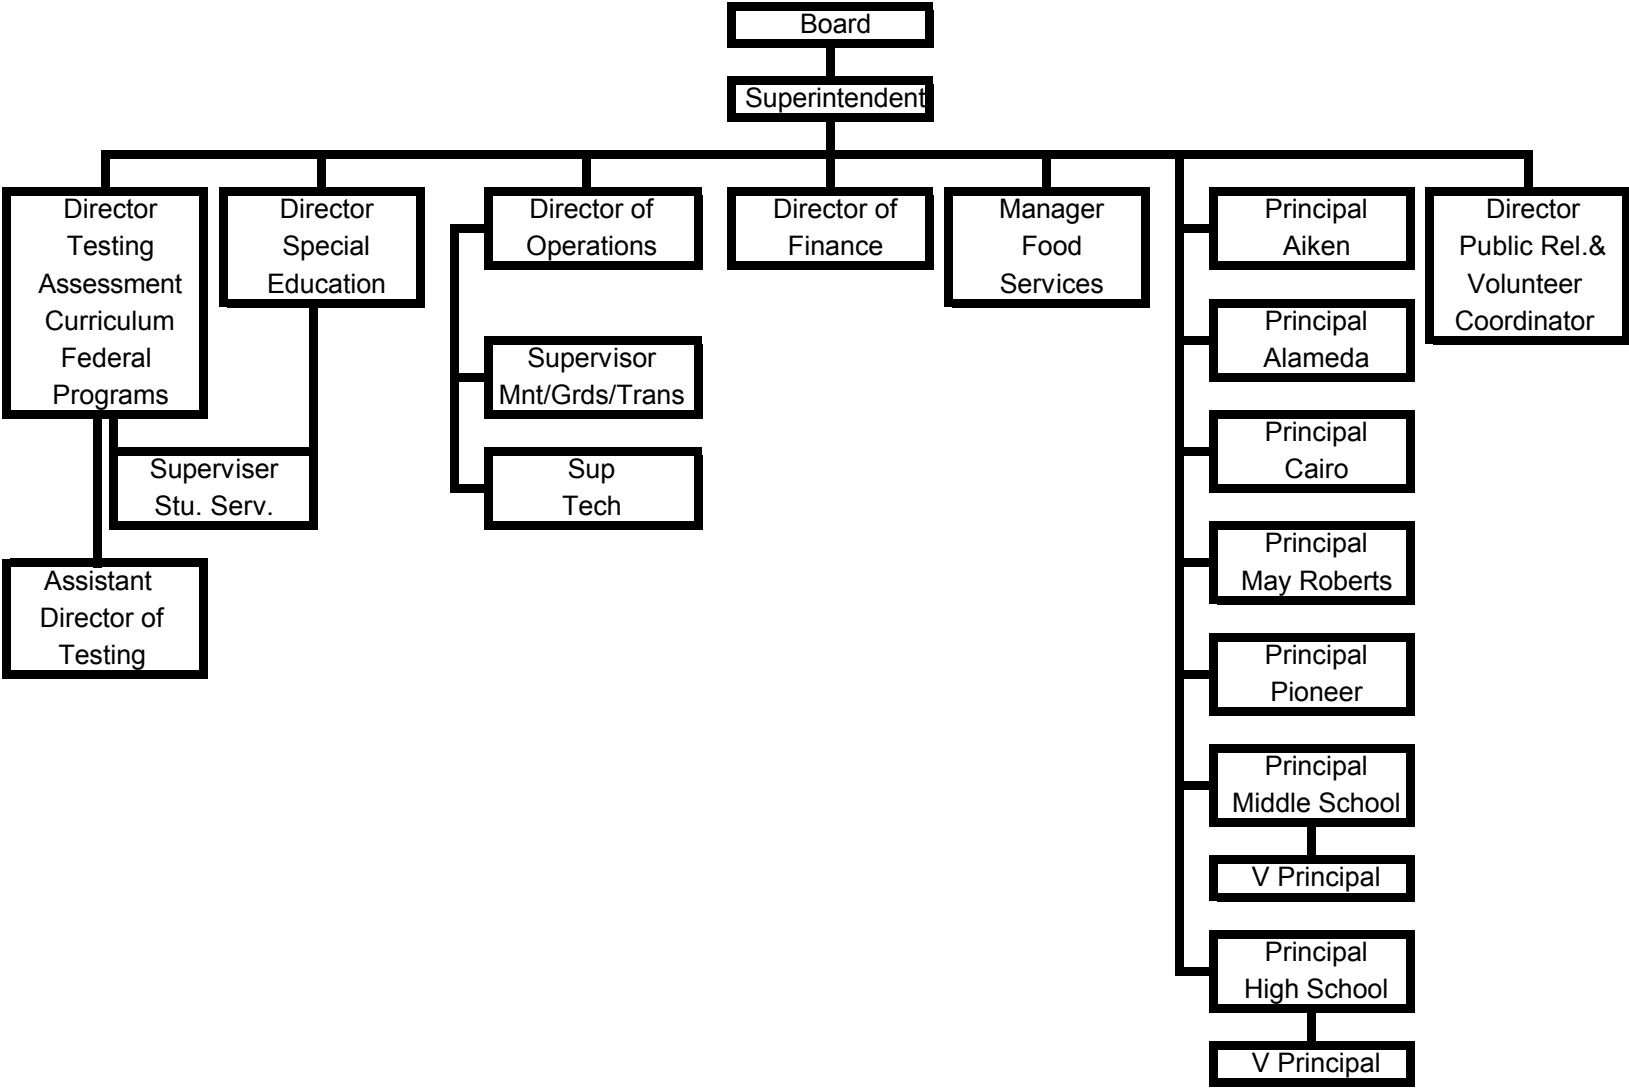 Board
Superintendent
Director
Testing
Assessment
Curriculum
Federal
Programs
Director
Special
Education
Superviser
Stu. Serv.
Assistant
Director of
Testing
Director of
Operations
Supervisor
Mnt/Grds/Trans
Sup
Tech
Director of
Finance
Manager
Food
Services
Principal
Aiken
Principal
Alameda
Principal
Cairo
Principal
May Roberts
Principal
Pioneer
Principal
Middle School
V Principal
Principal
High School
V Principal
Director
Public Rel.&
Volunteer
Coordinator